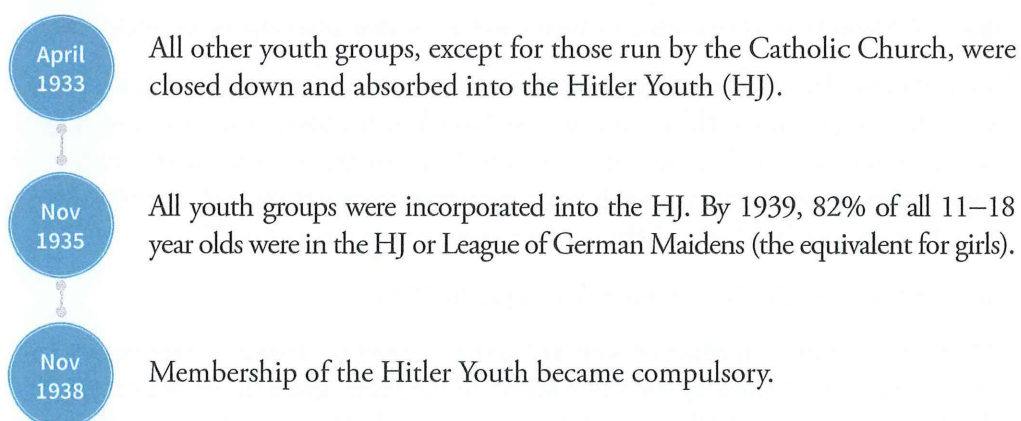 April
1933
All other youth groups, except for those run by the Catholic Church, were
closed down and absorbed into the Hitler Youth (HJ).
Nov
1935
All youth groups were incorporated into the HJ. By 1939, 82% of all 11–18
year olds were in the HJ or League of German Maidens (the equivalent for girls).
Nov
1938
Membership of the Hitler Youth became compulsory.